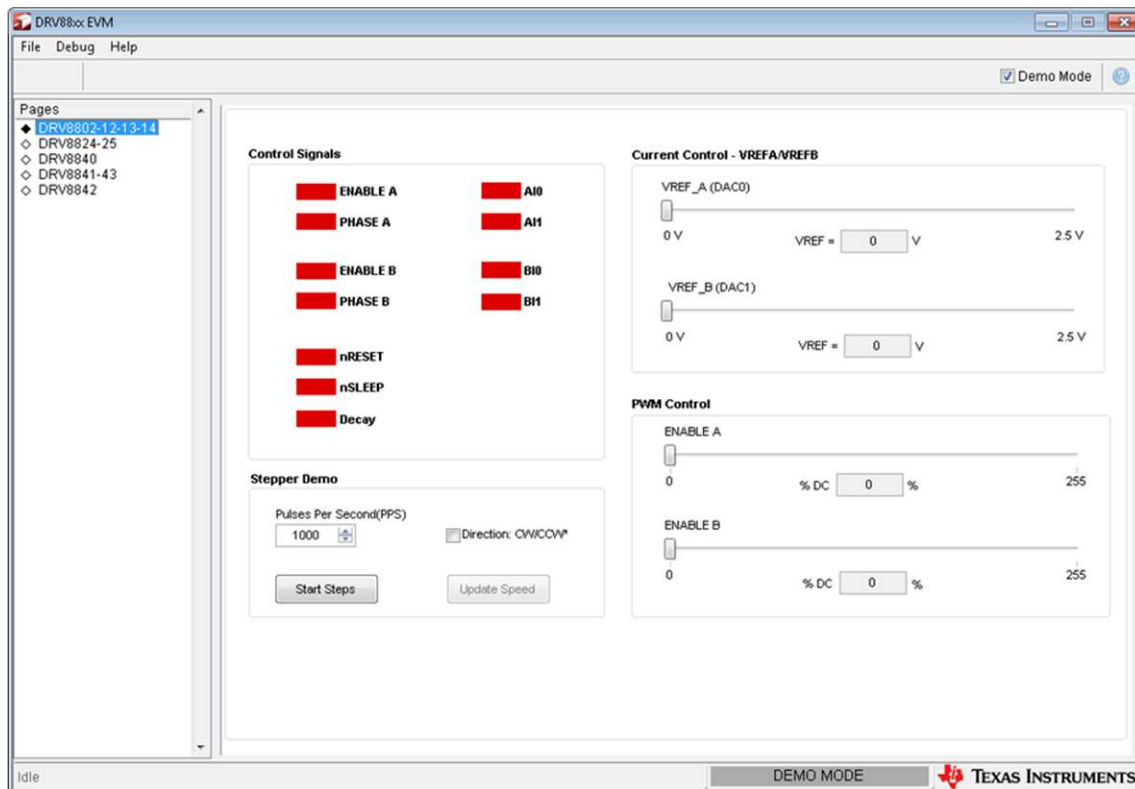 DRV88xx EVM
File Debug Help
Demo Mode
?
Pages
DRV8802-12-13-14
DRV8824-25
DRV8840
DRV8841-43
DRV8842
Control Signals
ENABLE A
AI0
PHASE A
AI1
ENABLE B
BI0
PHASE B
BI1
nRESET
nSLEEP
Decay
Stepper Demo
Pulses Per Second(PPS)
1000
Direction: CW/CCW*
Start Steps
Update Speed
Current Control - VREFA/VREFB
VREF_A (DAC0)
0 V
VREF = 0 V
2.5 V
VREF_B (DAC1)
0 V
VREF = 0 V
2.5 V
PWM Control
ENABLE A
0
% DC 0 %
255
ENABLE B
0
% DC 0 %
255
Idle
DEMO MODE
TEXAS INSTRUMENTS